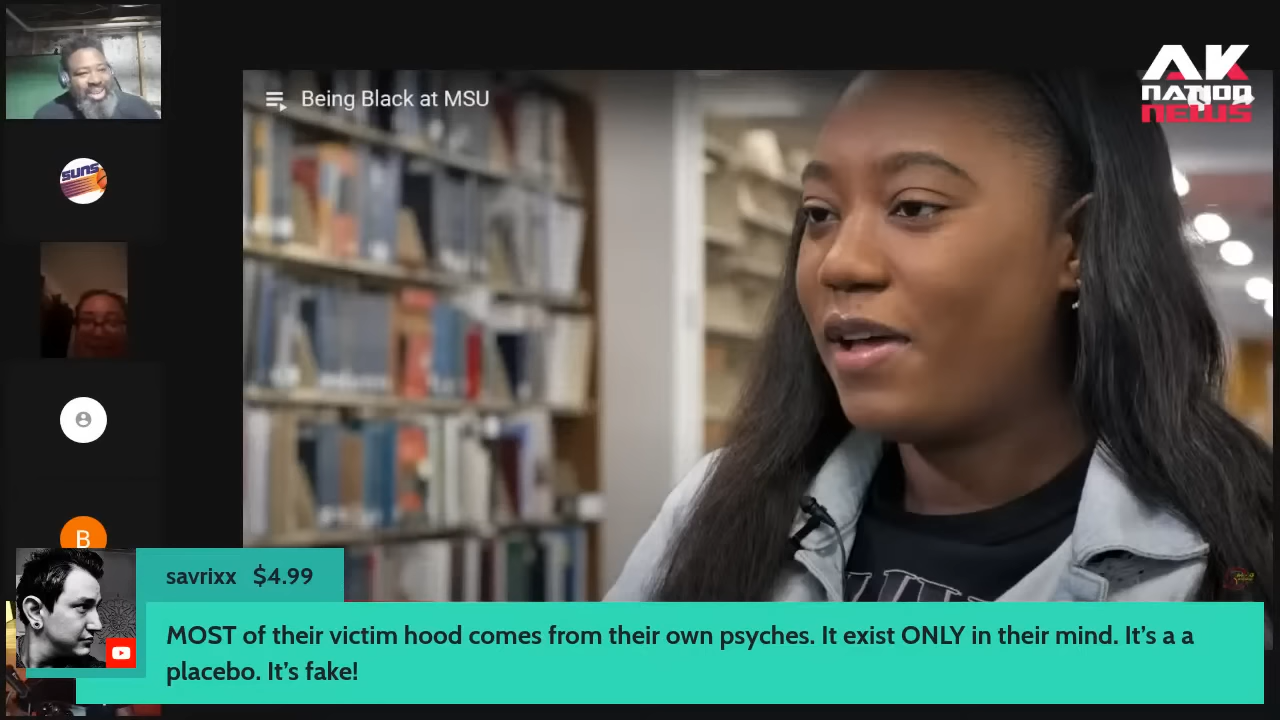 Being Black at MSU
AK
NATION
NEWS
SUNS
B
savrixx $4.99
MOST of their victim hood comes from their own psyches. It exist ONLY in their mind. It's a a
placebo. It's fake!